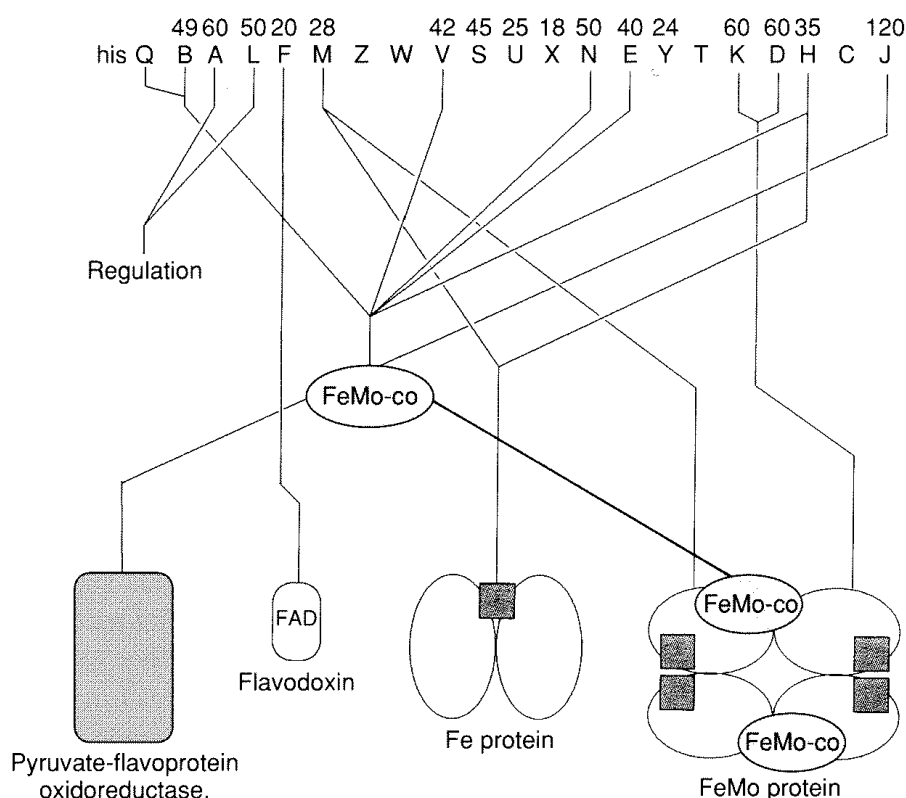 49 60 50 20 28 42 45 25 18 50 40 24 60 60 35 120
his Q B A L F M Z W V S U X N E Y T K D H C J
Regulation
FeMo-co
FAD
FeMo-co
Flavodoxin
Fe protein
FeMo-co
Pyruvate-flavoprotein
oxidoreductase.
FeMo protein